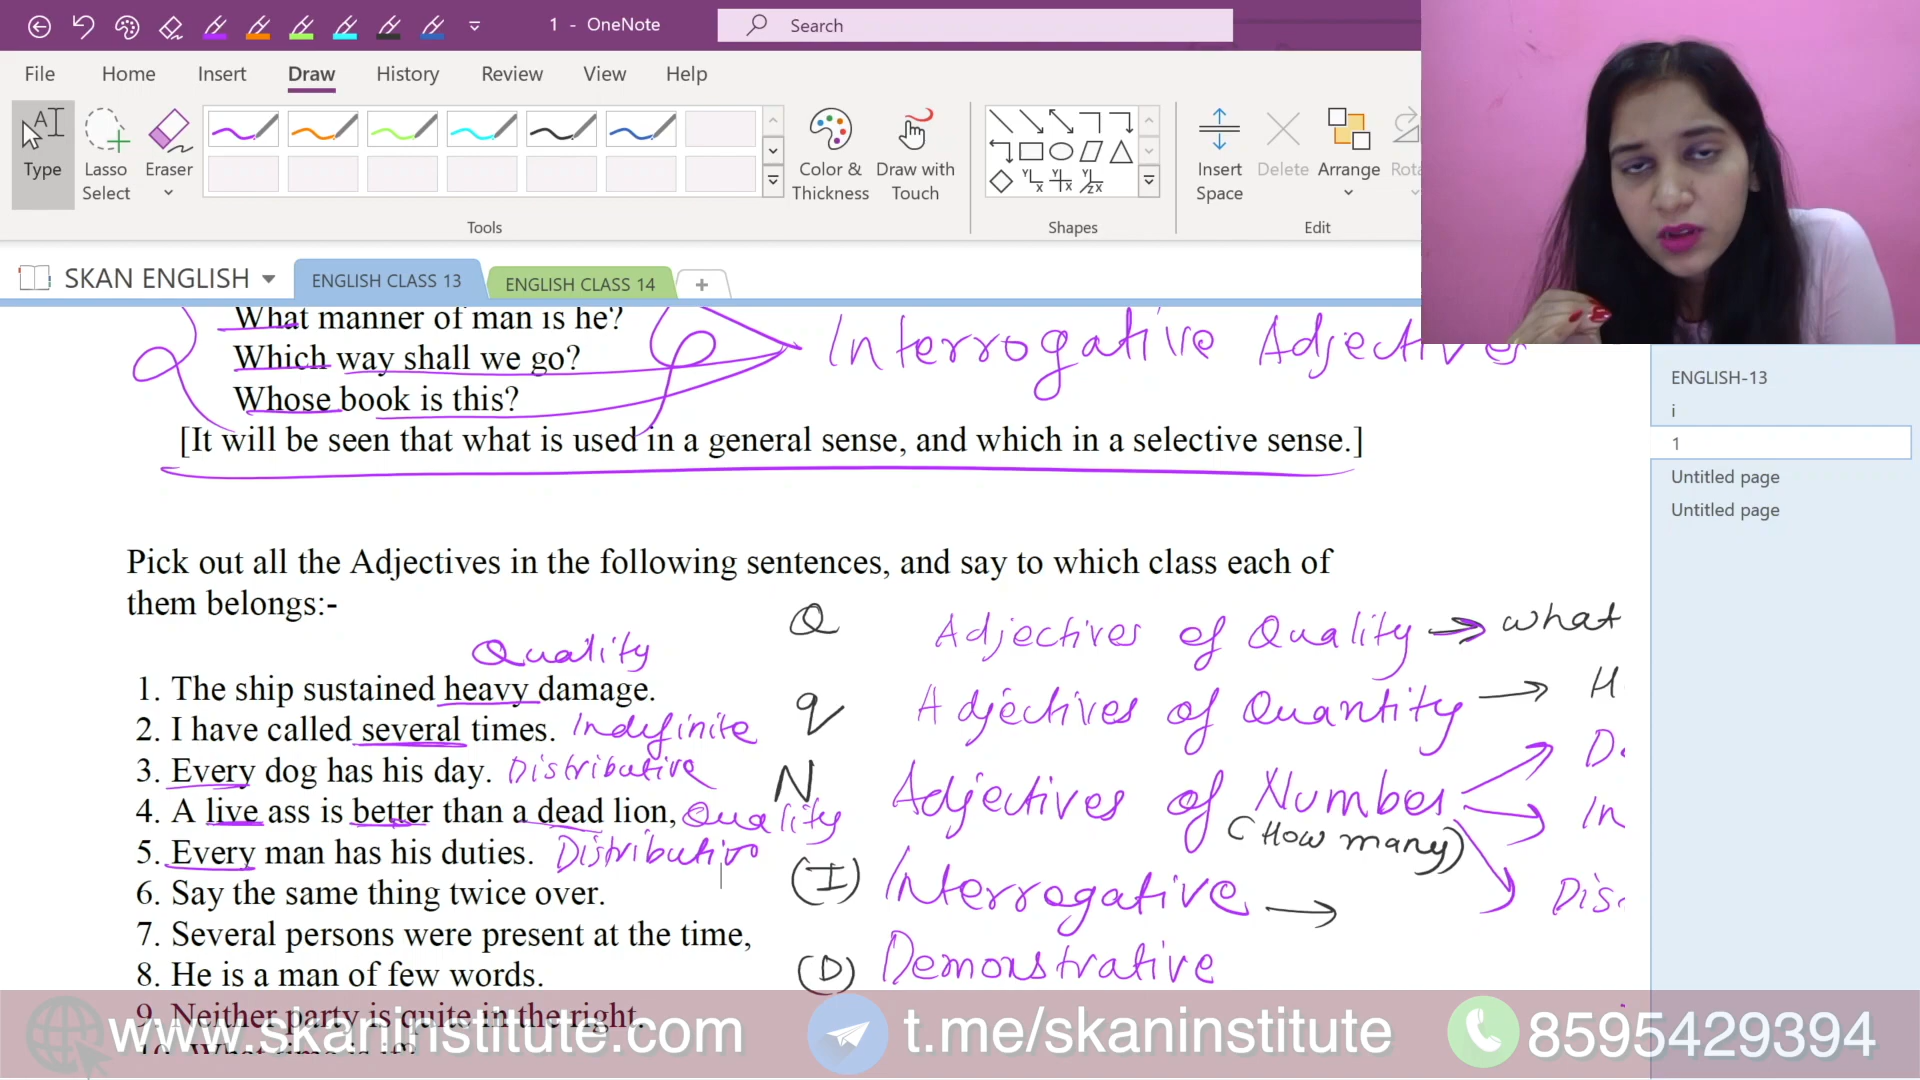 1 - OneNote
Search
File Home Insert Draw History Review View Help
Type
Lasso Select
Eraser
Color & Thickness
Draw with Touch
Insert Space
Delete
Arrange
Tools
Shapes
Edit
SKAN ENGLISH
ENGLISH CLASS 13
ENGLISH CLASS 14
ENGLISH-13
i
1
Untitled page
Untitled page
What manner of man is he?
Which way shall we go?
Whose book is this?
Interrogative Adjectives
[It will be seen that what is used in a general sense, and which in a selective sense.]
Pick out all the Adjectives in the following sentences, and say to which class each of
them belongs:-
Quality
1. The ship sustained heavy damage.
2. I have called several times. Indefinite
3. Every dog has his day. Distributive
4. A live ass is better than a dead lion, Quality
5. Every man has his duties. Distributive
6. Say the same thing twice over.
7. Several persons were present at the time,
8. He is a man of few words.
9. Neither party is quite in the right.
10. What time is it?
Q Adjectives of Quality → what
q Adjectives of Quantity → H
N Adjectives of Number
(How many)
(I) Interrogative →
(D) Demonstrative
www.skaninstitute.com
t.me/skaninstitute
8595429394